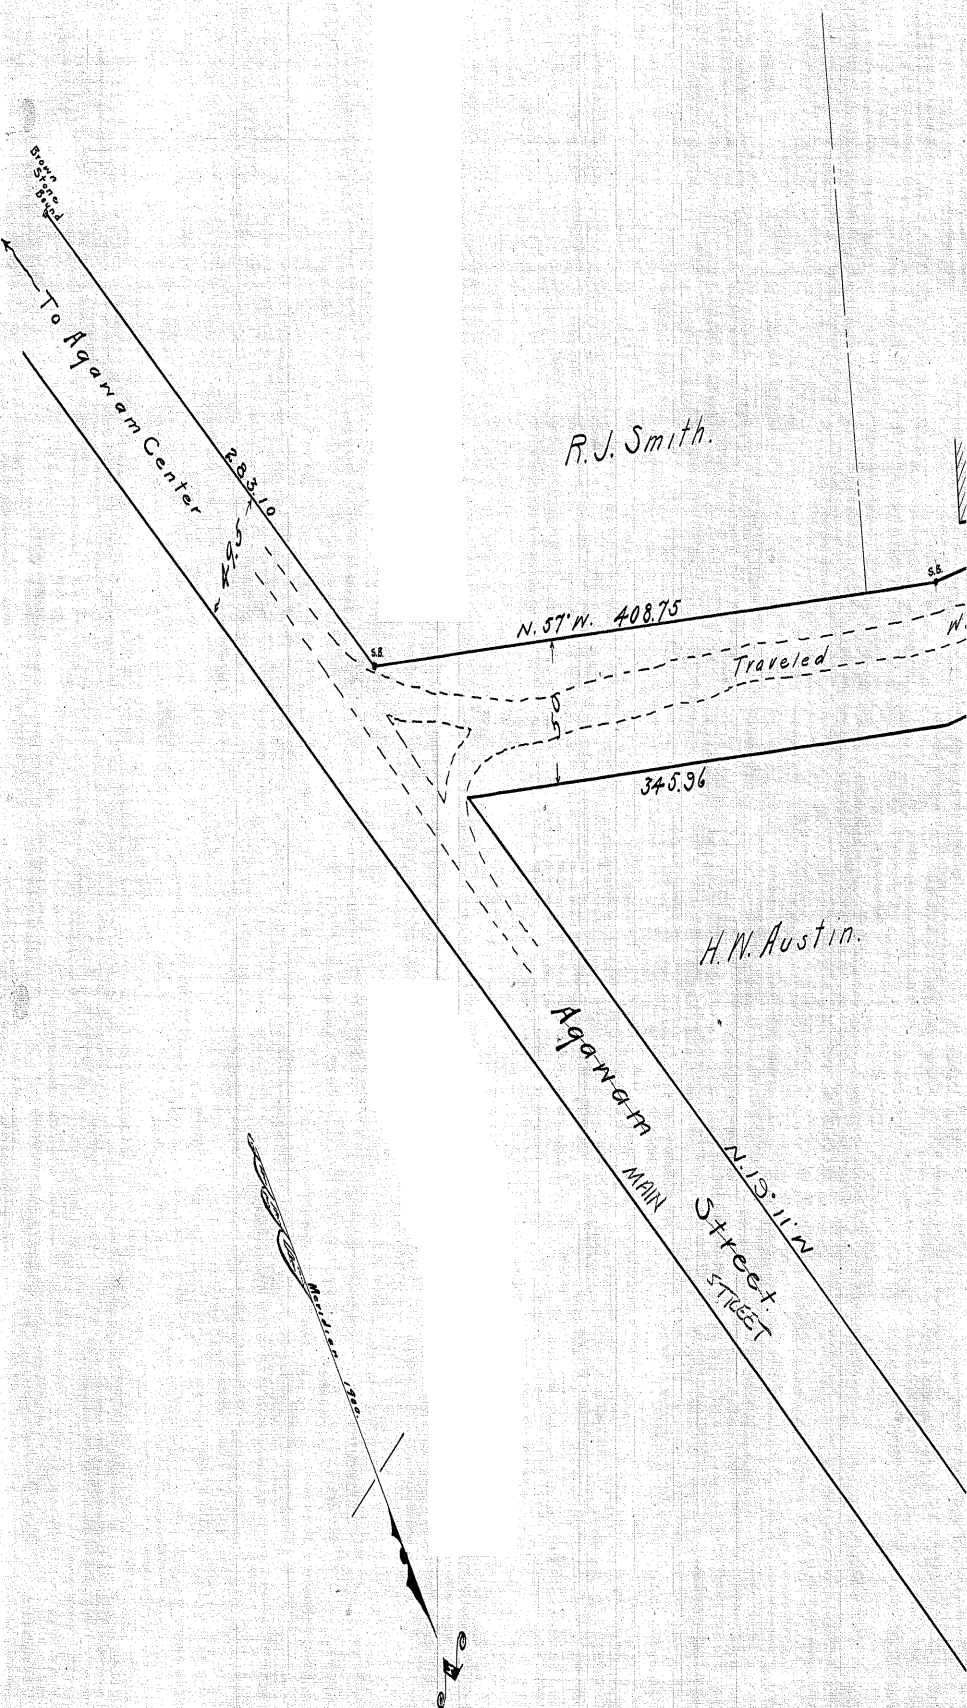 Brown
Stone
Bound
To Agawam Center
283.10
49.5
R.J. Smith.
S.B.
N. 57° W. 408.75
S.B.
Traveled
W.
50
345.96
H.W. Austin.
Agawam Street.
MAIN STREET
N. 19° 11' W
Meridian 1900.